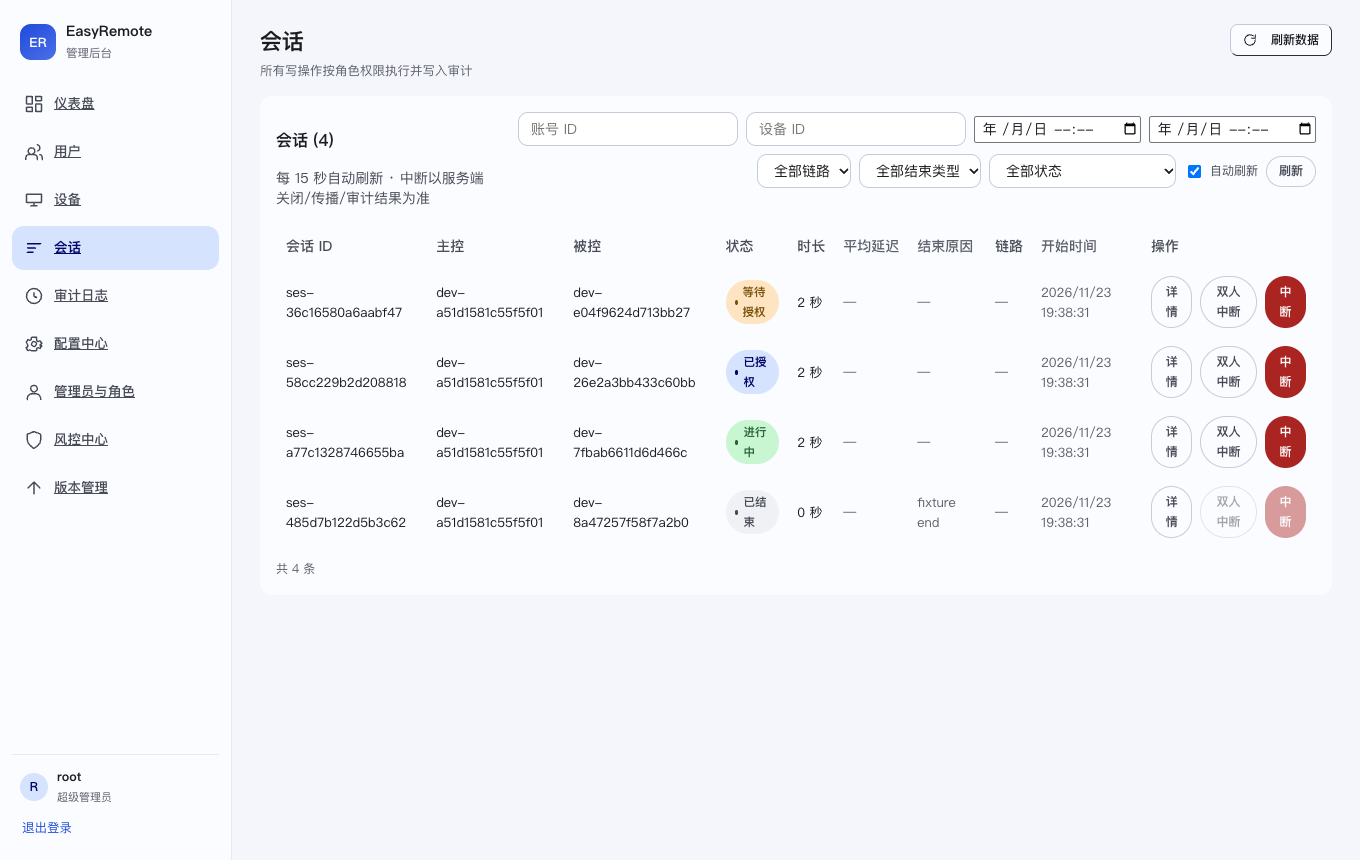 ER
EasyRemote
管理后台
仪表盘
用户
设备
会话
审计日志
配置中心
管理员与角色
风控中心
版本管理
R
root
超级管理员
退出登录
会话
所有写操作按角色权限执行并写入审计
刷新数据
会话 (4)
每 15 秒自动刷新 · 中断以服务端
关闭/传播/审计结果为准
账号 ID
设备 ID
年 /月/日 --:--
年 /月/日 --:--
全部链路
全部结束类型
全部状态
自动刷新
刷新
会话 ID 主控 被控 状态 时长 平均延迟 结束原因 链路 开始时间 操作
ses-
36c16580a6aabf47
dev-
a51d1581c55f5f01
dev-
e04f9624d713bb27
等待
授权
2 秒
—
—
—
2026/11/23
19:38:31
详
情
双人
中断
中
断
ses-
58cc229b2d208818
dev-
a51d1581c55f5f01
dev-
26e2a3bb433c60bb
已授
权
2 秒
—
—
—
2026/11/23
19:38:31
详
情
双人
中断
中
断
ses-
a77c1328746655ba
dev-
a51d1581c55f5f01
dev-
7fbab6611d6d466c
进行
中
2 秒
—
—
—
2026/11/23
19:38:31
详
情
双人
中断
中
断
ses-
485d7b122d5b3c62
dev-
a51d1581c55f5f01
dev-
8a47257f58f7a2b0
已结
束
0 秒
—
fixture
end
—
2026/11/23
19:38:31
详
情
双人
中断
中
断
共 4 条